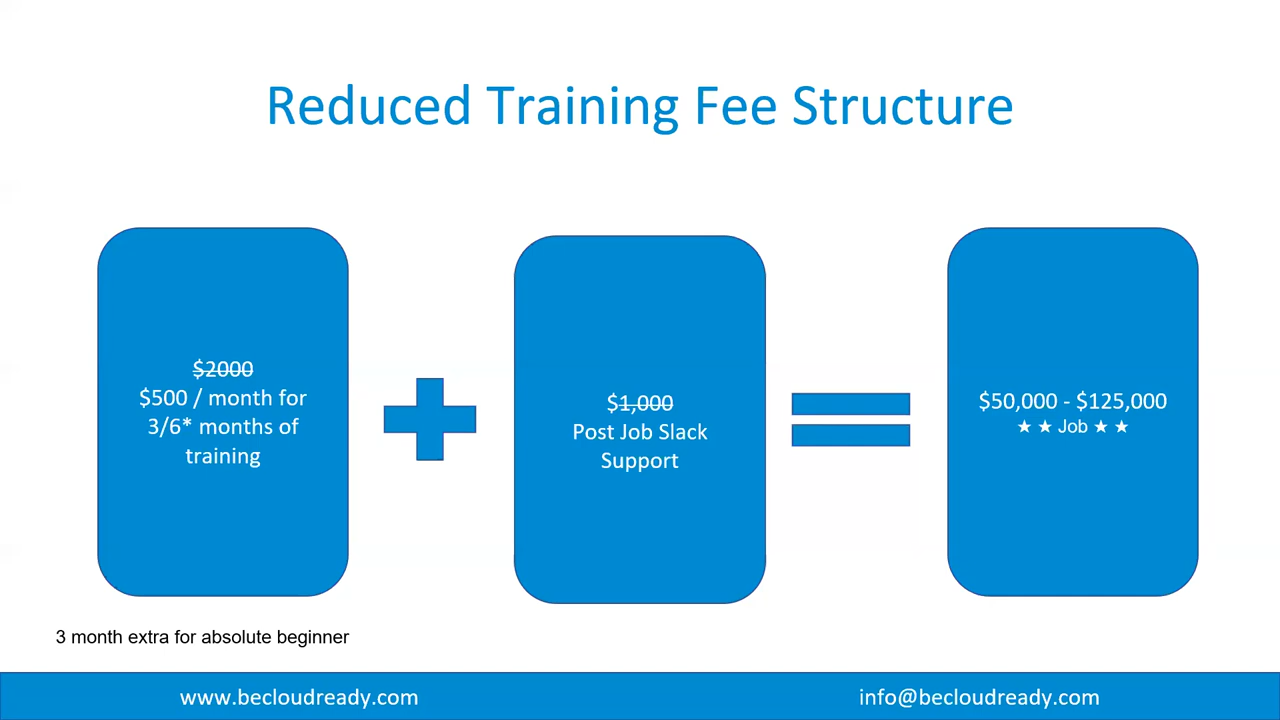 Reduced Training Fee Structure
$2000
$500 / month for
3/6* months of
training
$1,000
Post Job Slack
Support
$50,000 - $125,000
★ ★ Job ★ ★
3 month extra for absolute beginner
www.becloudready.com
info@becloudready.com